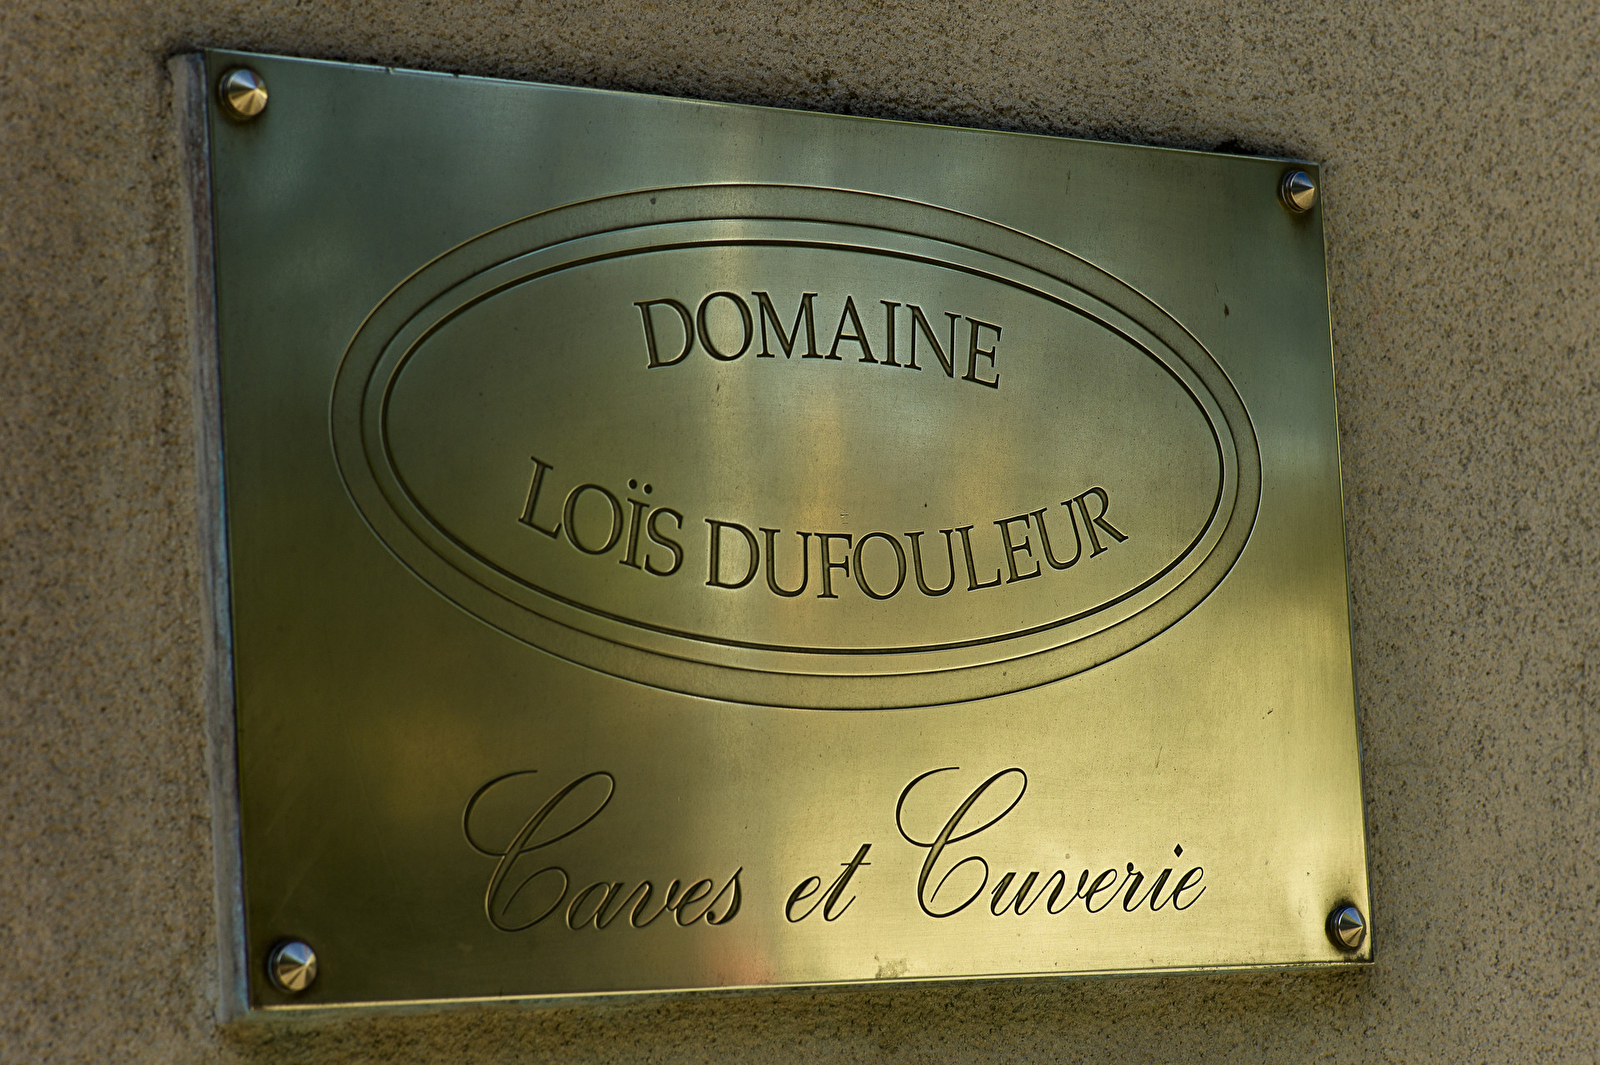 DOMAINE
LOÏS DUFOULEUR
Caves et Cuverie